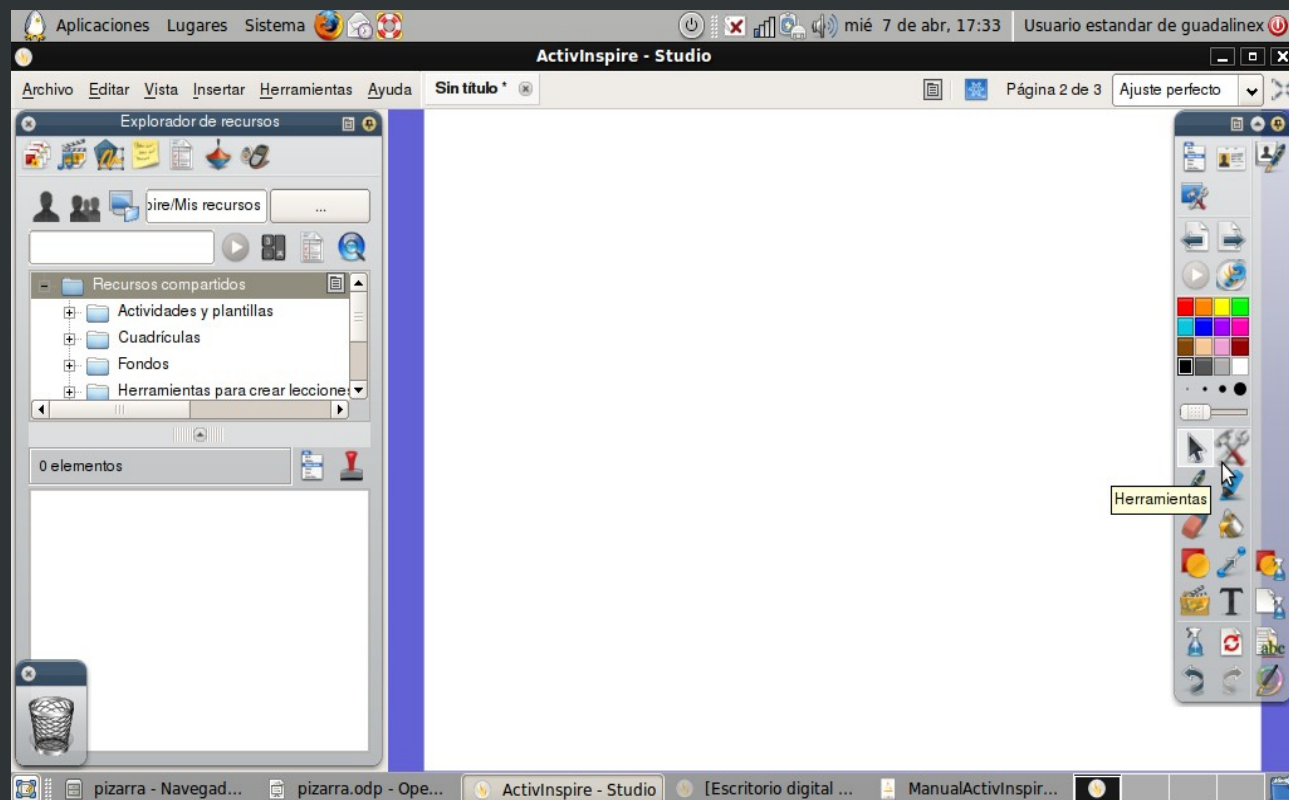 Aplicaciones Lugares Sistema mié 7 de abr, 17:33 Usuario estandar de guadalinex
ActivInspire - Studio
Archivo Editar Vista Insertar Herramientas Ayuda Sin título * Página 2 de 3 Ajuste perfecto
Explorador de recursos
pire/Mis recursos ...
Recursos compartidos
Actividades y plantillas
Cuadrículas
Fondos
Herramientas para crear lecciones
0 elementos
Herramientas
T
abc
pizarra - Navegad... pizarra.odp - Ope... ActivInspire - Studio [Escritorio digital ... ManualActivInspir...